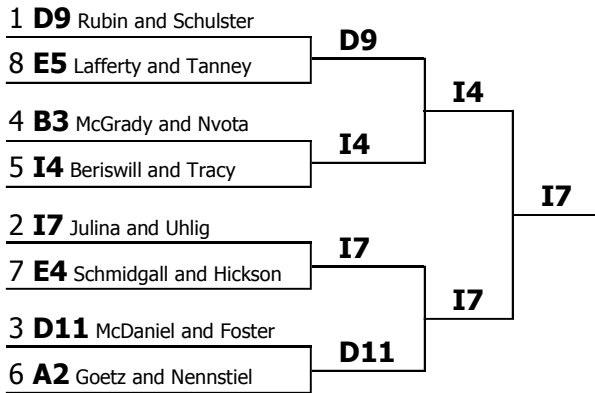 1 D9 Rubin and Schulster
D9
8 E5 Lafferty and Tanney
I4
4 B3 McGrady and Nvota
I4
5 I4 Beriswill and Tracy
I7
2 I7 Julina and Uhlig
I7
7 E4 Schmidgall and Hickson
I7
3 D11 McDaniel and Foster
D11
6 A2 Goetz and Nennstiel